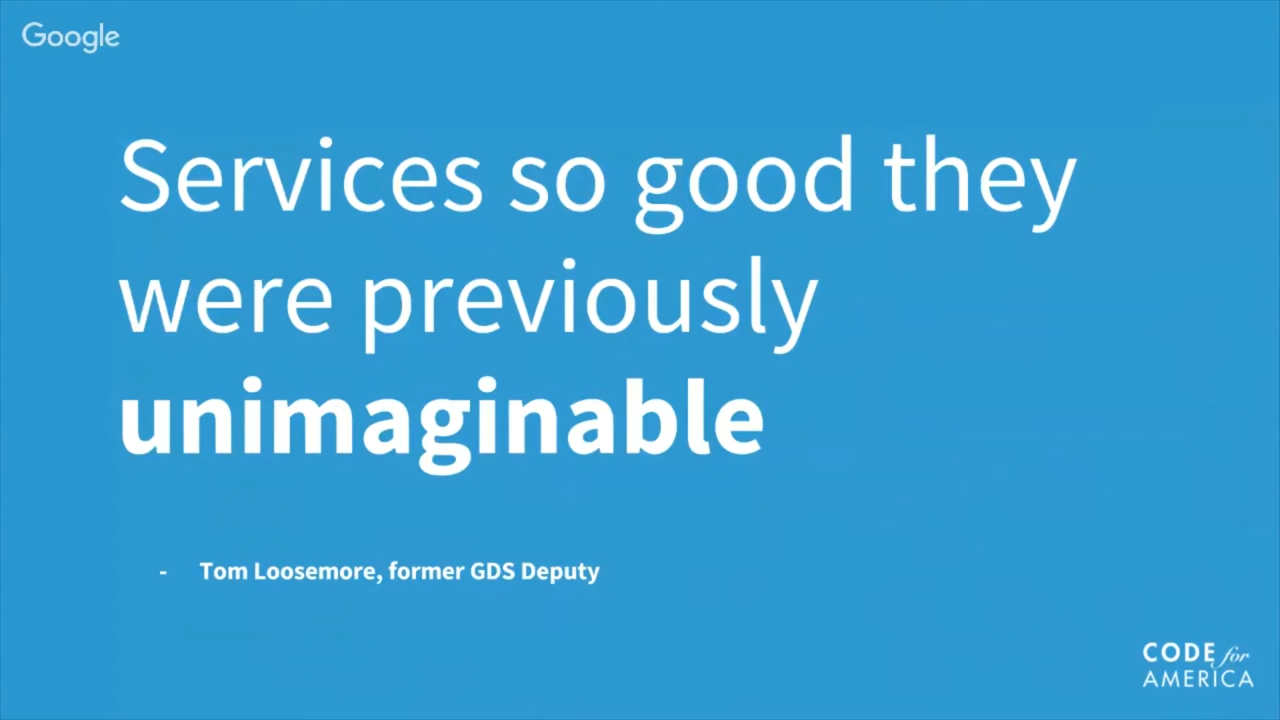 Google
Services so good they
were previously
unimaginable
- Tom Loosemore, former GDS Deputy
CODE for
AMERICA